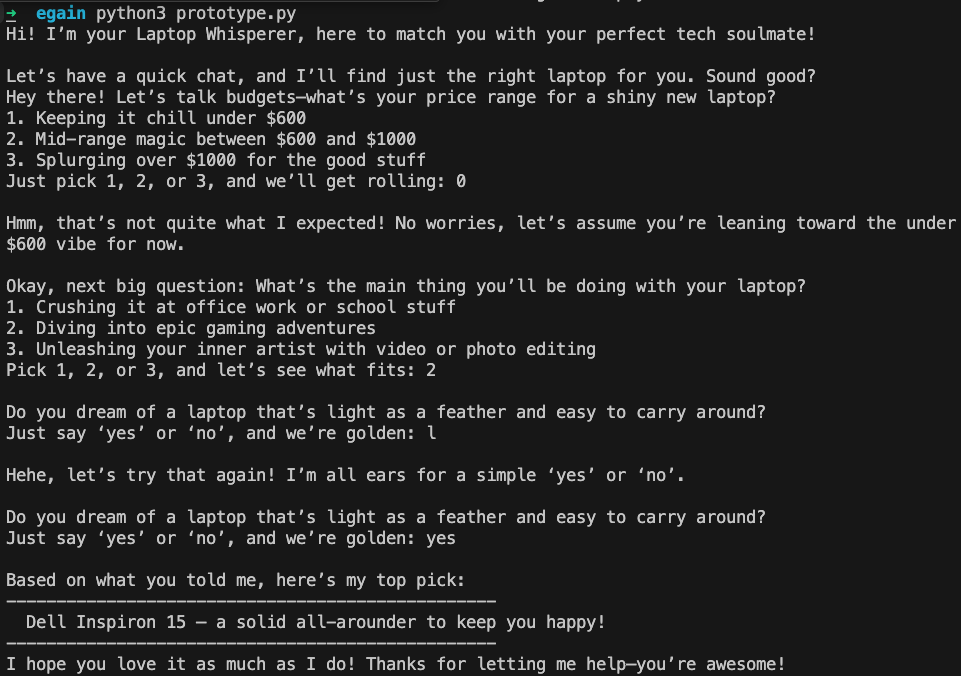 → egain python3 prototype.py
Hi! I’m your Laptop Whisperer, here to match you with your perfect tech soulmate!
Let’s have a quick chat, and I’ll find just the right laptop for you. Sound good?
Hey there! Let’s talk budgets—what’s your price range for a shiny new laptop?
1. Keeping it chill under $600
2. Mid-range magic between $600 and $1000
3. Splurging over $1000 for the good stuff
Just pick 1, 2, or 3, and we’ll get rolling: 0
Hmm, that’s not quite what I expected! No worries, let’s assume you’re leaning toward the under
$600 vibe for now.
Okay, next big question: What’s the main thing you’ll be doing with your laptop?
1. Crushing it at office work or school stuff
2. Diving into epic gaming adventures
3. Unleashing your inner artist with video or photo editing
Pick 1, 2, or 3, and let’s see what fits: 2
Do you dream of a laptop that’s light as a feather and easy to carry around?
Just say ‘yes’ or ‘no’, and we’re golden: l
Hehe, let’s try that again! I’m all ears for a simple ‘yes’ or ‘no’.
Do you dream of a laptop that’s light as a feather and easy to carry around?
Just say ‘yes’ or ‘no’, and we’re golden: yes
Based on what you told me, here’s my top pick:
—————————————————————————————————
Dell Inspiron 15 – a solid all-arounder to keep you happy!
—————————————————————————————————
I hope you love it as much as I do! Thanks for letting me help—you’re awesome!